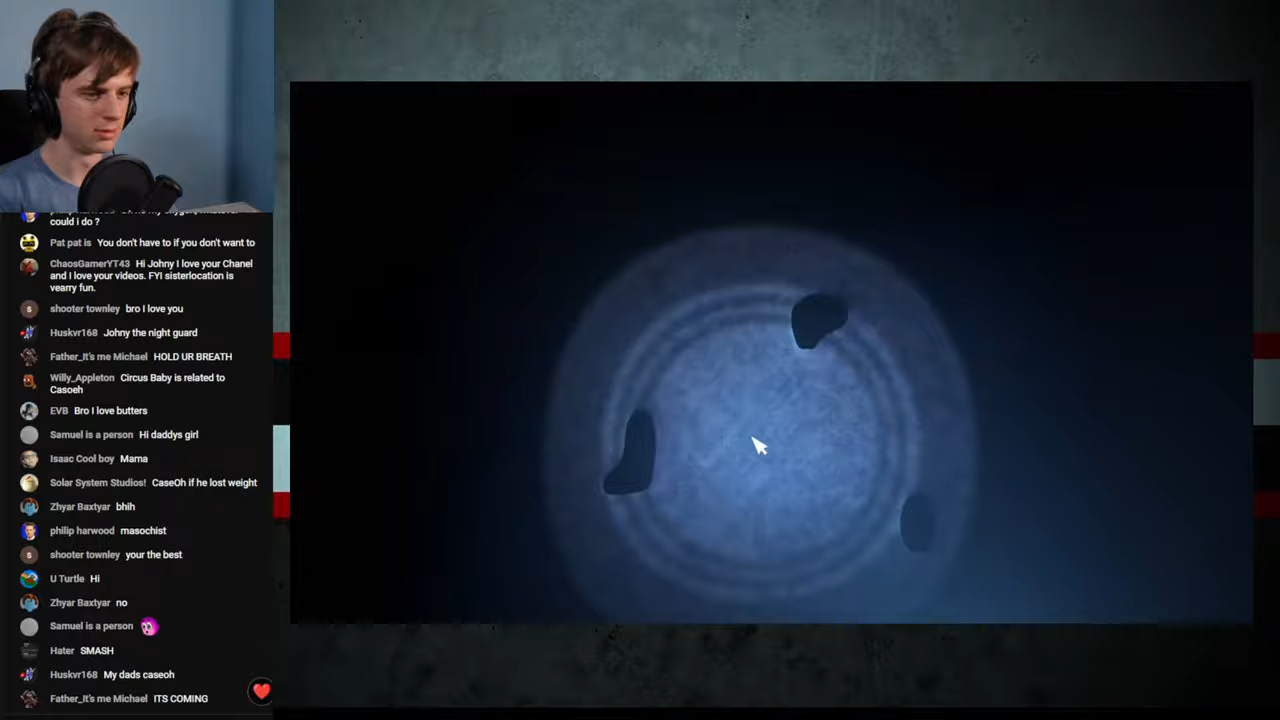 could i do ?
Pat pat is You don't have to if you don't want to
ChaosGamerYT43 Hi Johny I love your Chanel
and I love your videos. FYI sisterlocation is
vearry fun.
shooter townley bro I love you
Huskvr168 Johny the night guard
Father_It's me Michael HOLD UR BREATH
Willy_Appleton Circus Baby is related to
Casoeh
EVB Bro I love butters
Samuel is a person Hi daddys girl
Isaac Cool boy Mama
Solar System Studios! CaseOh if he lost weight
Zhyar Baxtyar bhih
philip harwood masochist
shooter townley your the best
U Turtle Hi
Zhyar Baxtyar no
Samuel is a person
Hater SMASH
Huskvr168 My dads caseoh
Father_It's me Michael ITS COMING